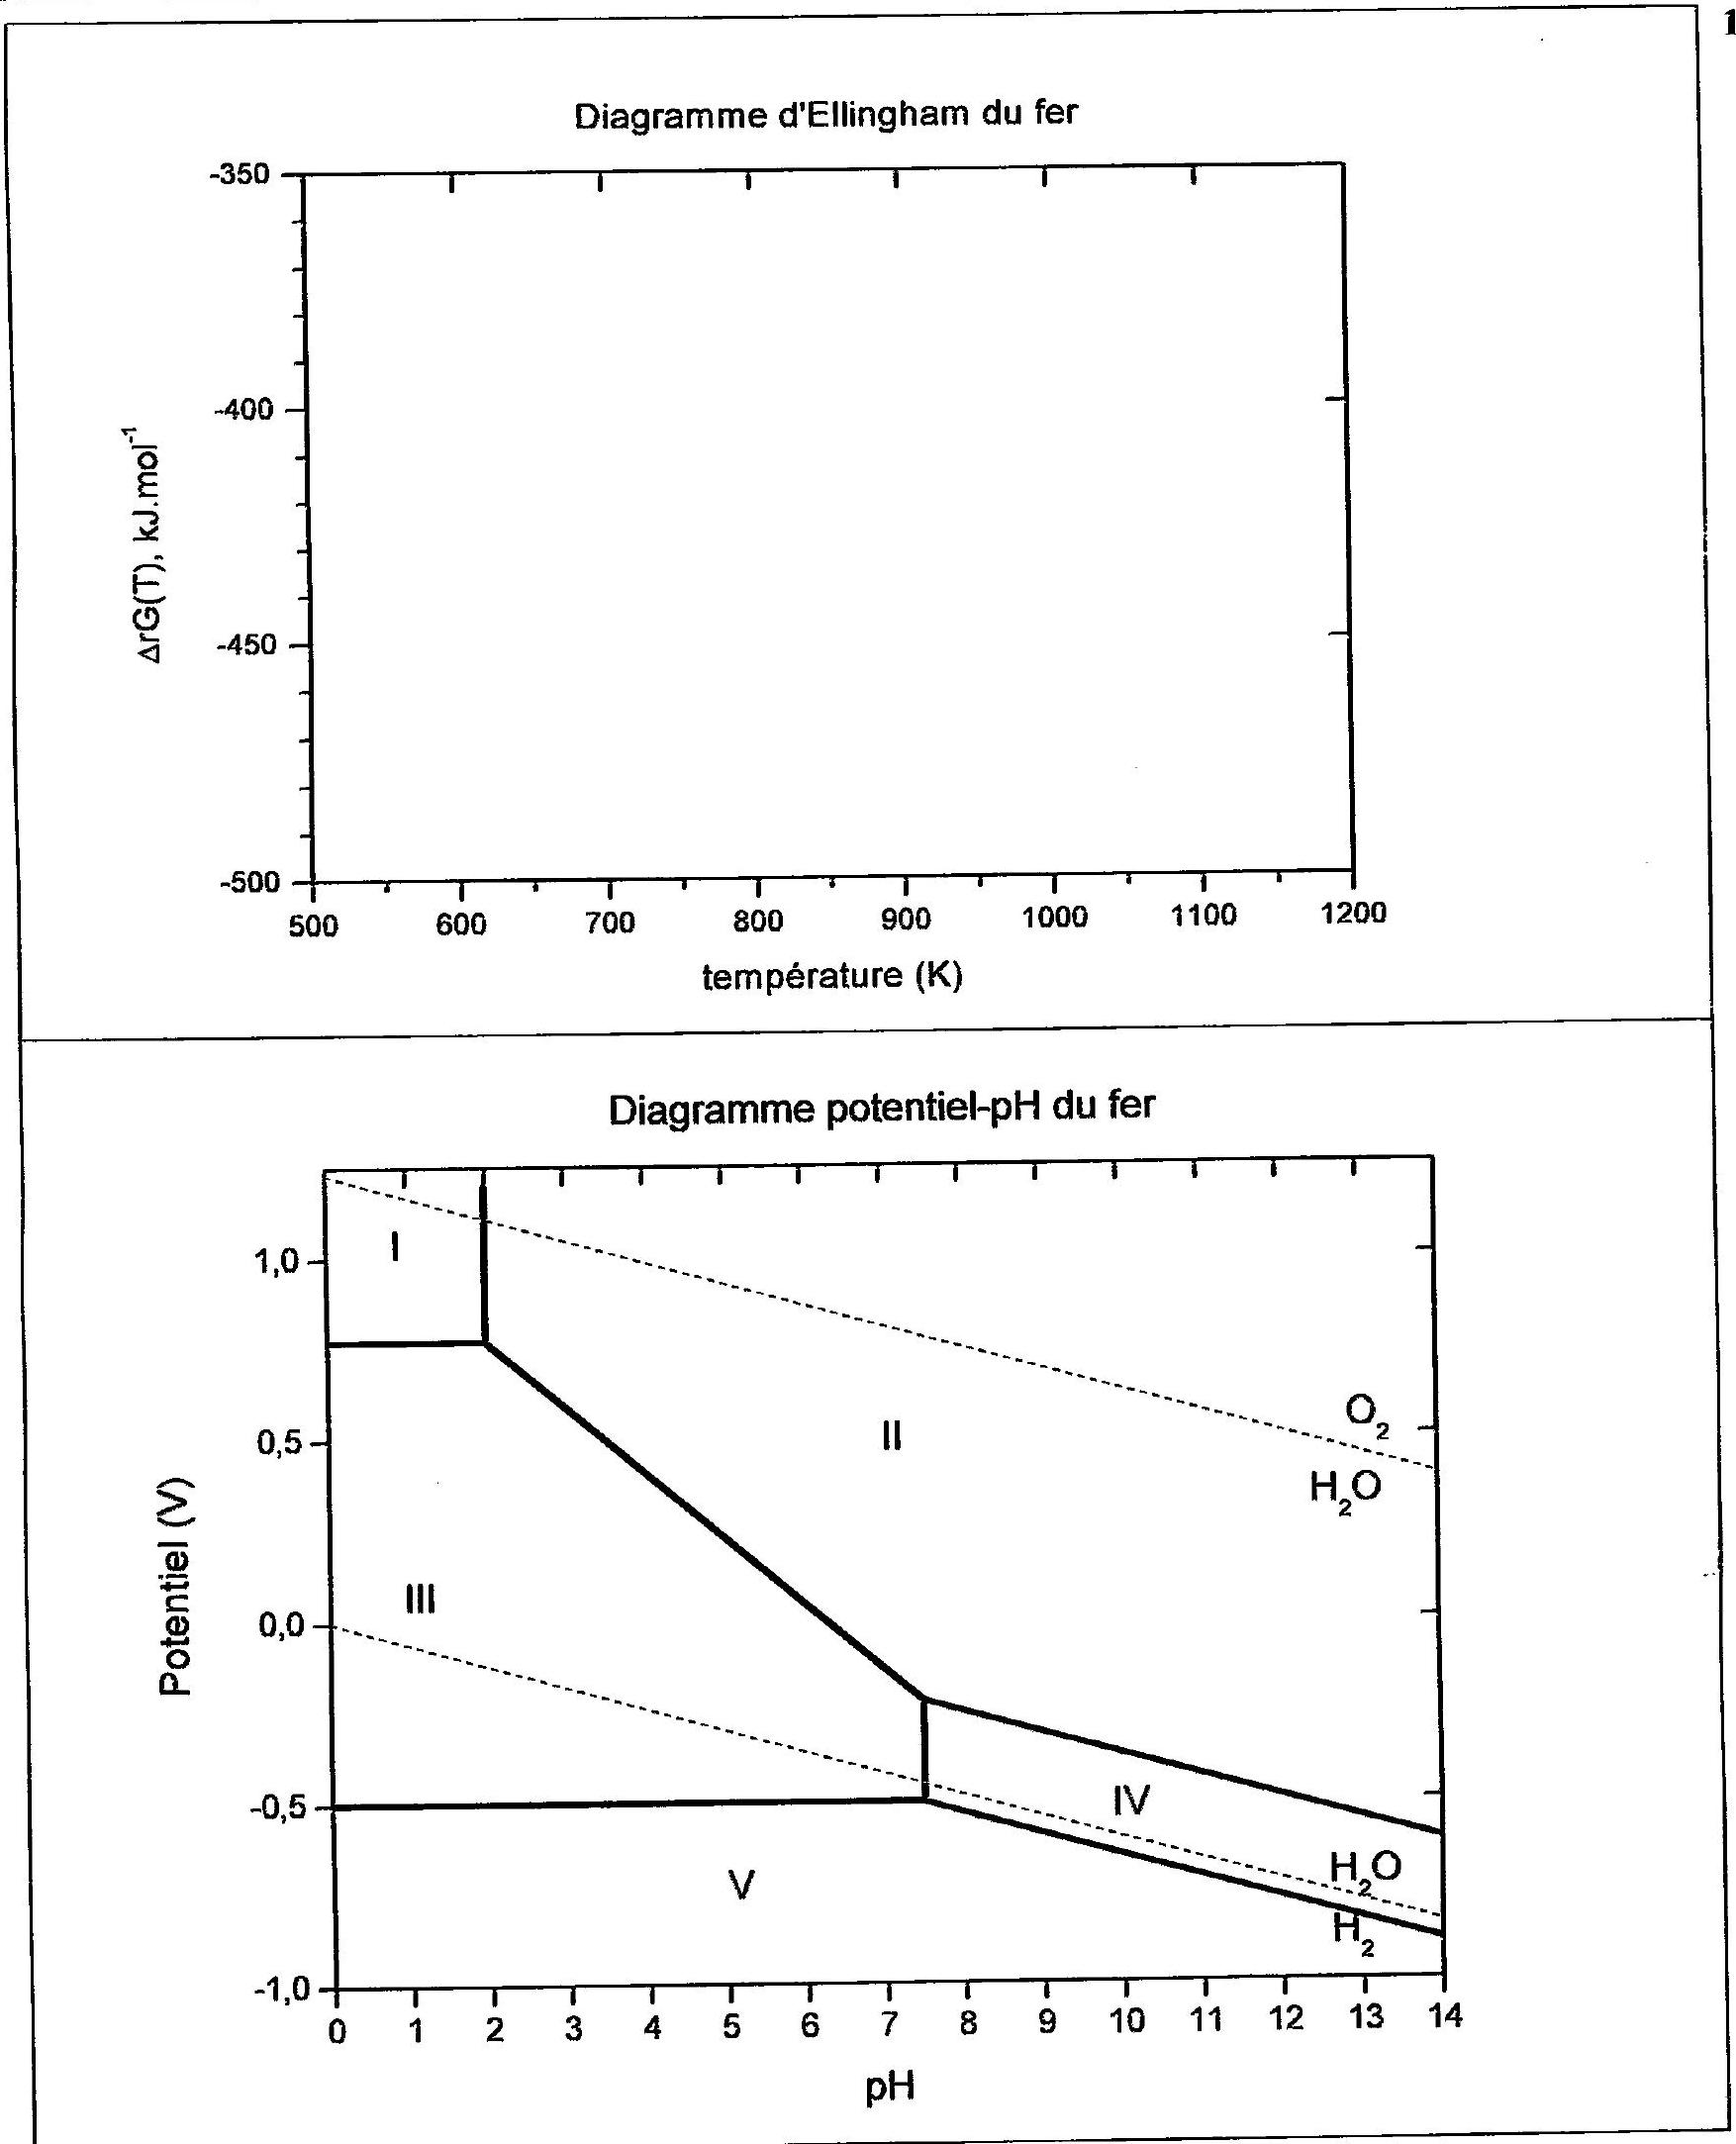 1
Diagramme d'Ellingham du fer
-350
-400
-450
-500
ΔrG(T), kJ.mol⁻¹
500 600 700 800 900 1000 1100 1200
température (K)
Diagramme potentiel-pH du fer
1,0
0,5
0,0
-0,5
-1,0
Potentiel (V)
I
II
III
IV
V
O₂
H₂O
H₂O
H₂
0 1 2 3 4 5 6 7 8 9 10 11 12 13 14
pH